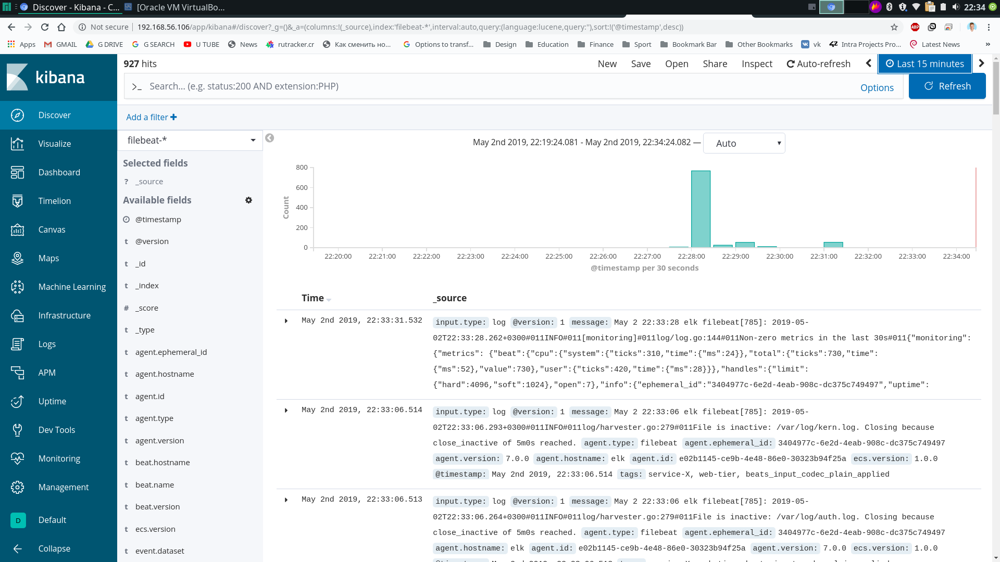 Discover - Kibana - C...
[Oracle VM VirtualBo...
22:34
Not secure
192.168.56.106/app/kibana#/discover?_g=()&_a=(columns:!(_source),index:'filebeat-*',interval:auto,query:(language:lucene,query:''),sort:!('@timestamp',desc))
ABP
Apps
GMAIL
G DRIVE
G SEARCH
U TUBE
News
rutracker.cr
Как сменить но...
Options to transf...
Design
Education
Finance
Sport
Bookmark Bar
Other Bookmarks
vk
Intra Projects Pro...
Latest News
»
kibana
Discover
Visualize
Dashboard
Timelion
Canvas
Maps
Machine Learning
Infrastructure
Logs
APM
Uptime
Dev Tools
Monitoring
Management
D
Default
Collapse
927 hits
New
Save
Open
Share
Inspect
Auto-refresh
Last 15 minutes
>_ Search... (e.g. status:200 AND extension:PHP)
Options
Refresh
Add a filter +
filebeat-*
Selected fields
? _source
Available fields
@timestamp
t @version
t _id
t _index
# _score
t _type
t agent.ephemeral_id
t agent.hostname
t agent.id
t agent.type
t agent.version
t beat.hostname
t beat.name
t beat.version
t ecs.version
t event.dataset
May 2nd 2019, 22:19:24.081 - May 2nd 2019, 22:34:24.082 —
Auto
800
600
400
200
0
Count
22:20:00
22:21:00
22:22:00
22:23:00
22:24:00
22:25:00
22:26:00
22:27:00
22:28:00
22:29:00
22:30:00
22:31:00
22:32:00
22:33:00
22:34:00
@timestamp per 30 seconds
Time
_source
May 2nd 2019, 22:33:31.532
input.type: log @version: 1 message: May 2 22:33:28 elk filebeat[785]: 2019-05-
02T22:33:28.262+0300#011INFO#011[monitoring]#011log/log.go:144#011Non-zero metrics in the last 30s#011{"monitoring":
{"metrics": {"beat":{"cpu":{"system":{"ticks":310,"time":{"ms":24}},"total":{"ticks":730,"time":
{"ms":52},"value":730},"user":{"ticks":420,"time":{"ms":28}}},"handles":{"limit":
{"hard":4096,"soft":1024},"open":7},"info":{"ephemeral_id":"3404977c-6e2d-4eab-908c-dc375c749497","uptime":
May 2nd 2019, 22:33:06.514
input.type: log @version: 1 message: May 2 22:33:06 elk filebeat[785]: 2019-05-
02T22:33:06.293+0300#011INFO#011log/harvester.go:279#011File is inactive: /var/log/kern.log. Closing because
close_inactive of 5m0s reached. agent.type: filebeat agent.ephemeral_id: 3404977c-6e2d-4eab-908c-dc375c749497
agent.version: 7.0.0 agent.hostname: elk agent.id: e02b1145-ce9b-4e48-86e0-30323b94f25a ecs.version: 1.0.0
@timestamp: May 2nd 2019, 22:33:06.514 tags: service-X, web-tier, beats_input_codec_plain_applied
May 2nd 2019, 22:33:06.513
input.type: log @version: 1 message: May 2 22:33:06 elk filebeat[785]: 2019-05-
02T22:33:06.264+0300#011INFO#011log/harvester.go:279#011File is inactive: /var/log/auth.log. Closing because
close_inactive of 5m0s reached. agent.type: filebeat agent.ephemeral_id: 3404977c-6e2d-4eab-908c-dc375c749497
agent.hostname: elk agent.id: e02b1145-ce9b-4e48-86e0-30323b94f25a agent.version: 7.0.0 ecs.version: 1.0.0